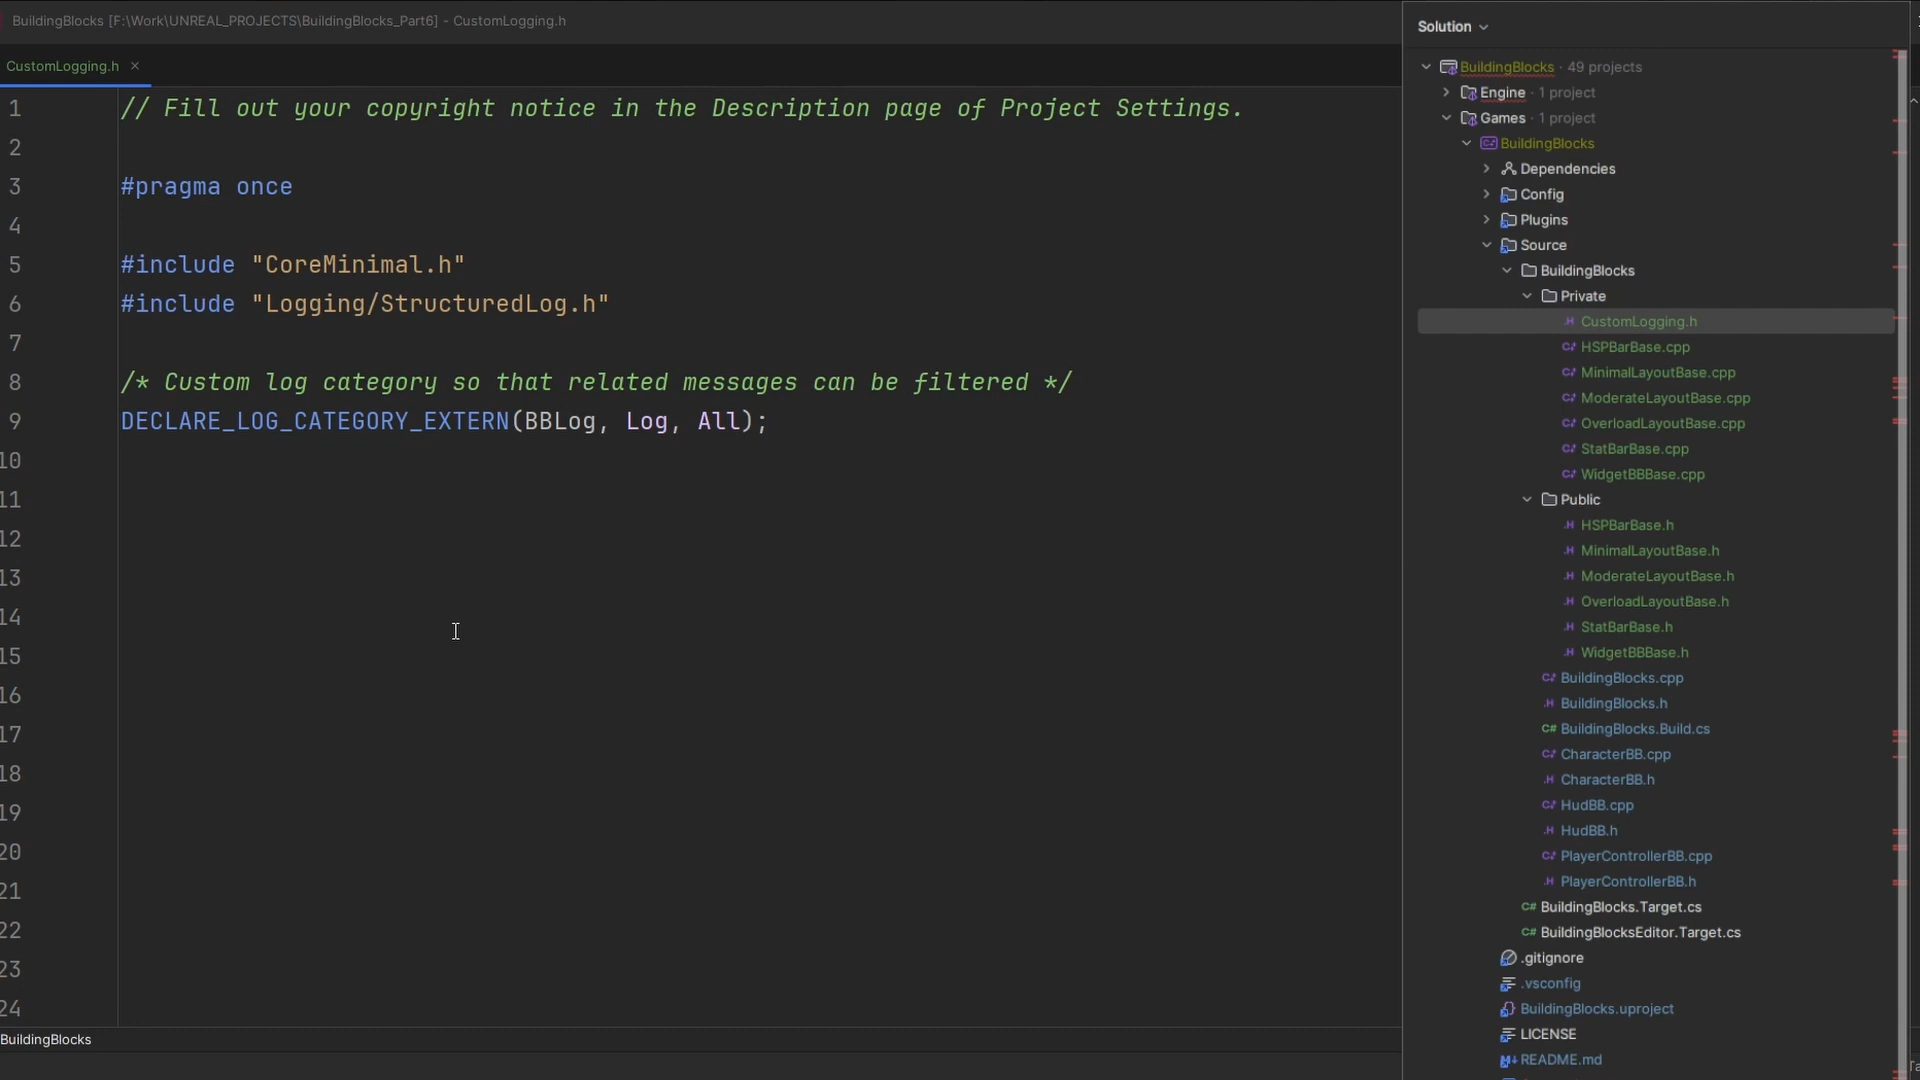 BuildingBlocks [F:\Work\UNREAL_PROJECTS\BuildingBlocks_Part6] - CustomLogging.h
CustomLogging.h
1 // Fill out your copyright notice in the Description page of Project Settings.
2
3 #pragma once
4
5 #include "CoreMinimal.h"
6 #include "Logging/StructuredLog.h"
7
8 /* Custom log category so that related messages can be filtered */
9 DECLARE_LOG_CATEGORY_EXTERN(BBLog, Log, All);
10
11
12
13
14
15
16
17
18
19
20
21
22
23
24
BuildingBlocks
Solution
BuildingBlocks · 49 projects
Engine · 1 project
Games · 1 project
BuildingBlocks
Dependencies
Config
Plugins
Source
BuildingBlocks
Private
.H CustomLogging.h
HSPBarBase.cpp
MinimalLayoutBase.cpp
ModerateLayoutBase.cpp
OverloadLayoutBase.cpp
StatBarBase.cpp
WidgetBBBase.cpp
Public
.H HSPBarBase.h
.H MinimalLayoutBase.h
.H ModerateLayoutBase.h
.H OverloadLayoutBase.h
.H StatBarBase.h
.H WidgetBBBase.h
BuildingBlocks.cpp
.H BuildingBlocks.h
C# BuildingBlocks.Build.cs
CharacterBB.cpp
.H CharacterBB.h
HudBB.cpp
.H HudBB.h
PlayerControllerBB.cpp
.H PlayerControllerBB.h
C# BuildingBlocks.Target.cs
C# BuildingBlocksEditor.Target.cs
.gitignore
.vsconfig
BuildingBlocks.uproject
LICENSE
README.md